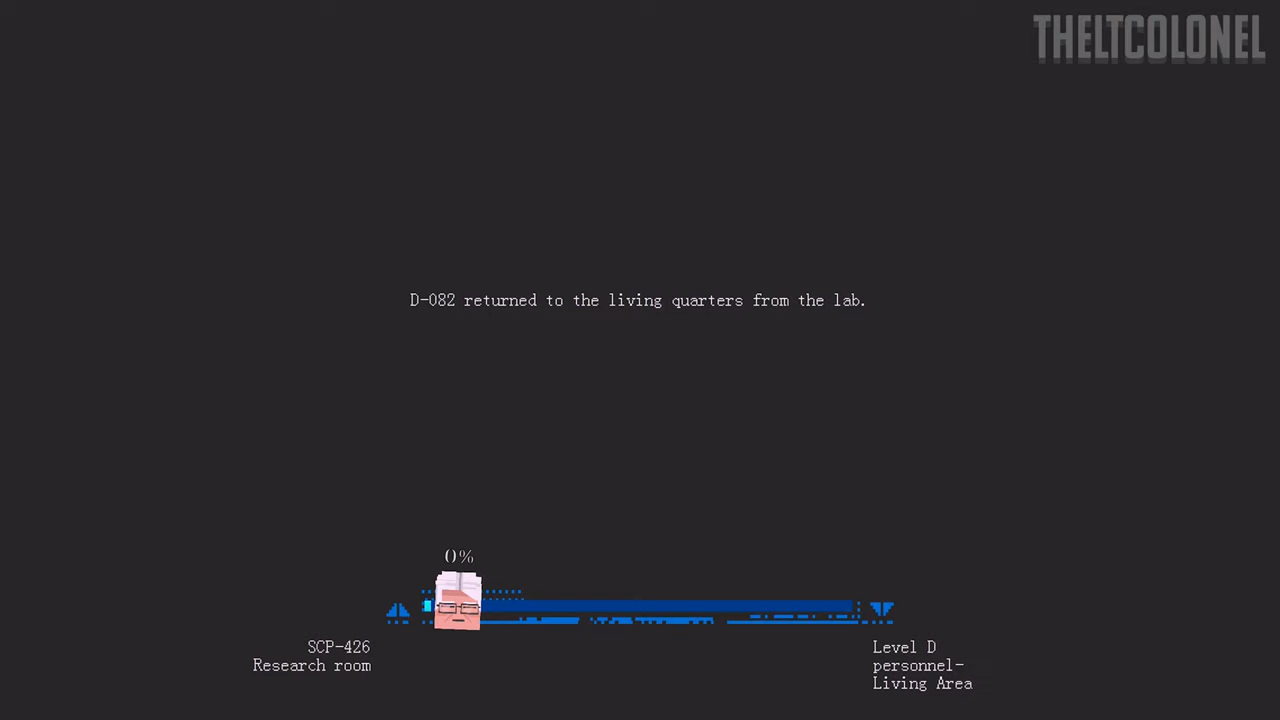 THELTCOLONEL
D-082 returned to the living quarters from the lab.
0%
SCP-426
Research room
Level D
personnel-
Living Area